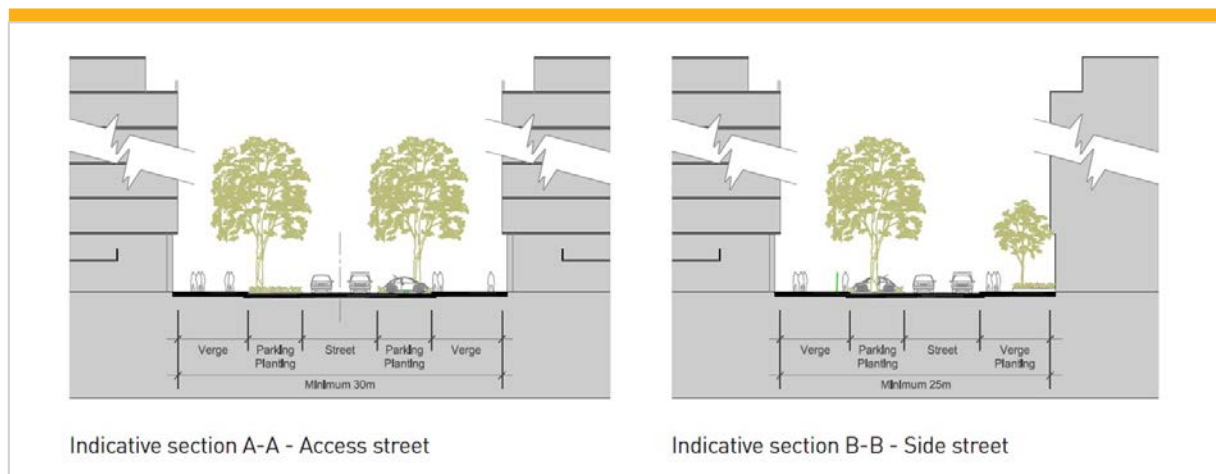 Verge
Parking
Planting
Street
Parking
Planting
Verge
Minimum 30m
Indicative section A-A - Access street
Verge
Parking
Planting
Street
Verge
Planting
Minimum 25m
Indicative section B-B - Side street